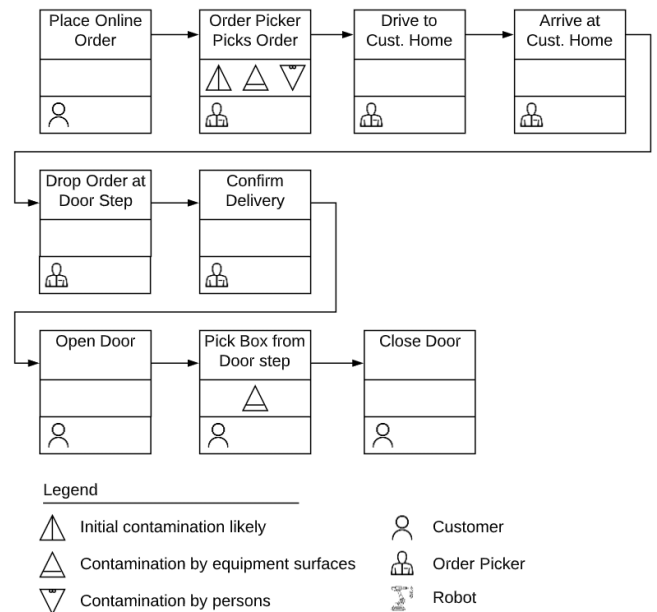 Place Online
Order
Order Picker
Picks Order
Drive to
Cust. Home
Arrive at
Cust. Home
Drop Order at
Door Step
Confirm
Delivery
Open Door
Pick Box from
Door step
Close Door
Legend
Initial contamination likely
Contamination by equipment surfaces
Contamination by persons
Customer
Order Picker
Robot